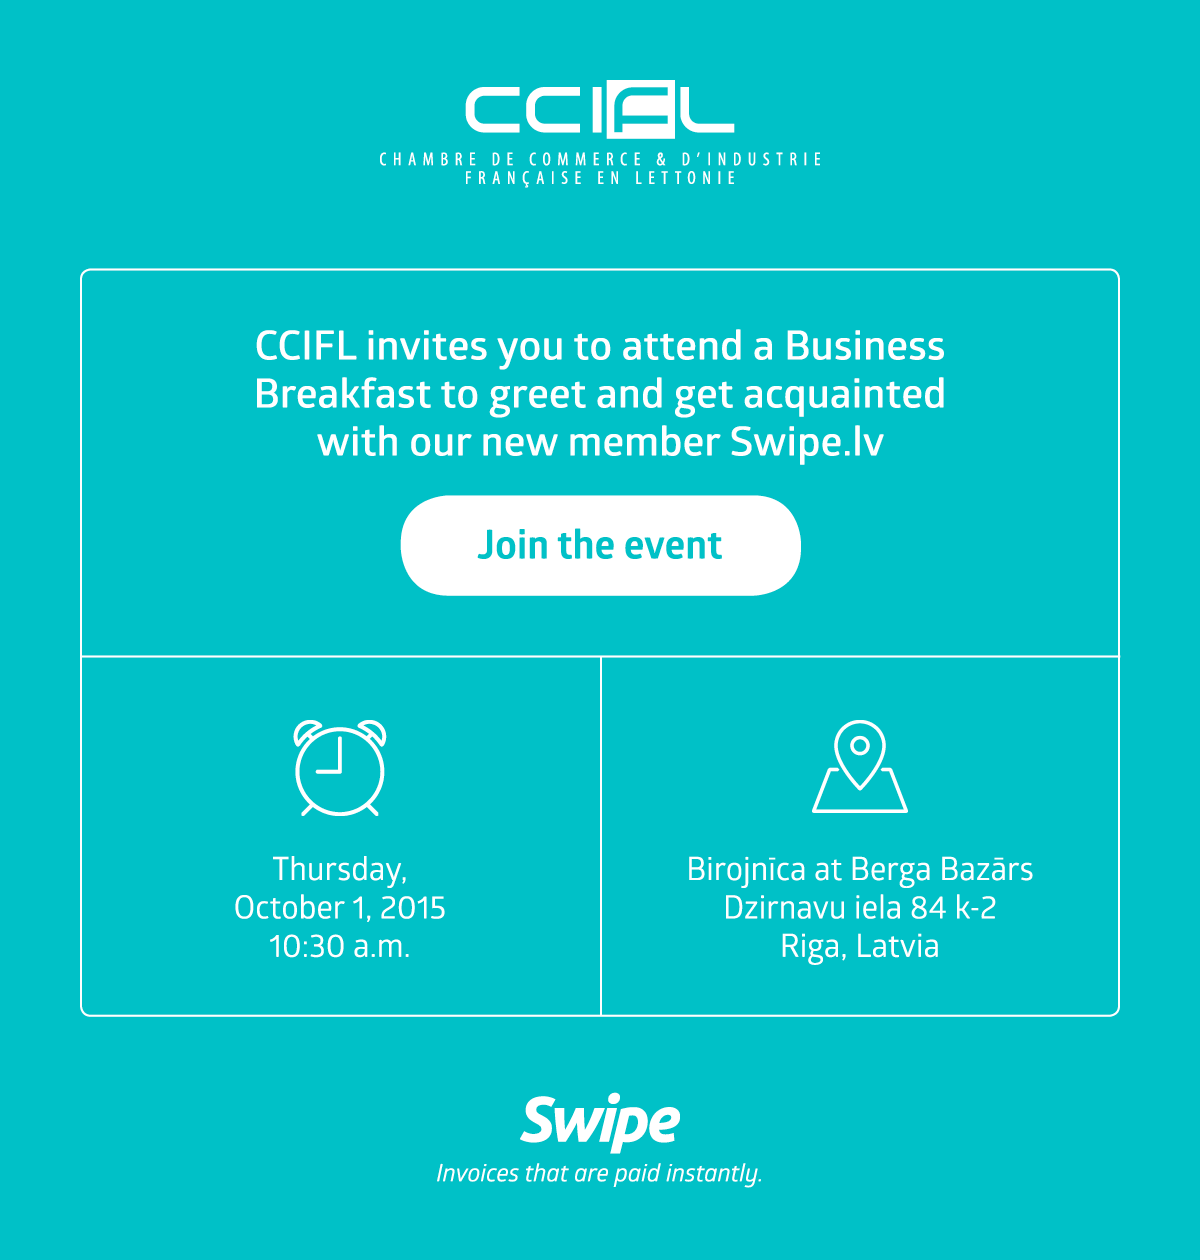 CCIFL
CHAMBRE DE COMMERCE & D'INDUSTRIE
FRANÇAISE EN LETTONIE
CCIFL invites you to attend a Business
Breakfast to greet and get acquainted
with our new member Swipe.lv
Join the event
Thursday,
October 1, 2015
10:30 a.m.
Birojnīca at Berga Bazārs
Dzirnavu iela 84 k-2
Riga, Latvia
Swipe
Invoices that are paid instantly.